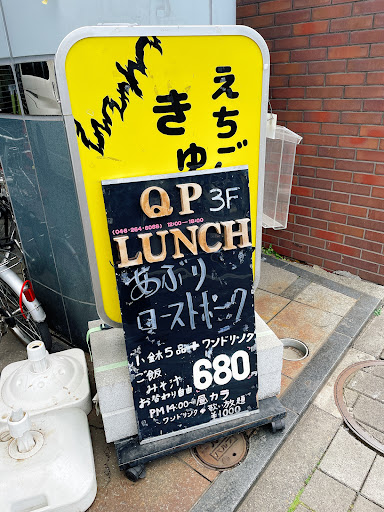 えちご
きゅ
QP 3F
(046-264-6028) 12:00〜18:00
LUNCH
あぶり
ローストポーク
小鉢5品+ワンドリンク
ご飯
みそ汁
680
おかわり自由
PM14:00〜昼カラ
ワンドリンク+歌い放題
¥1000